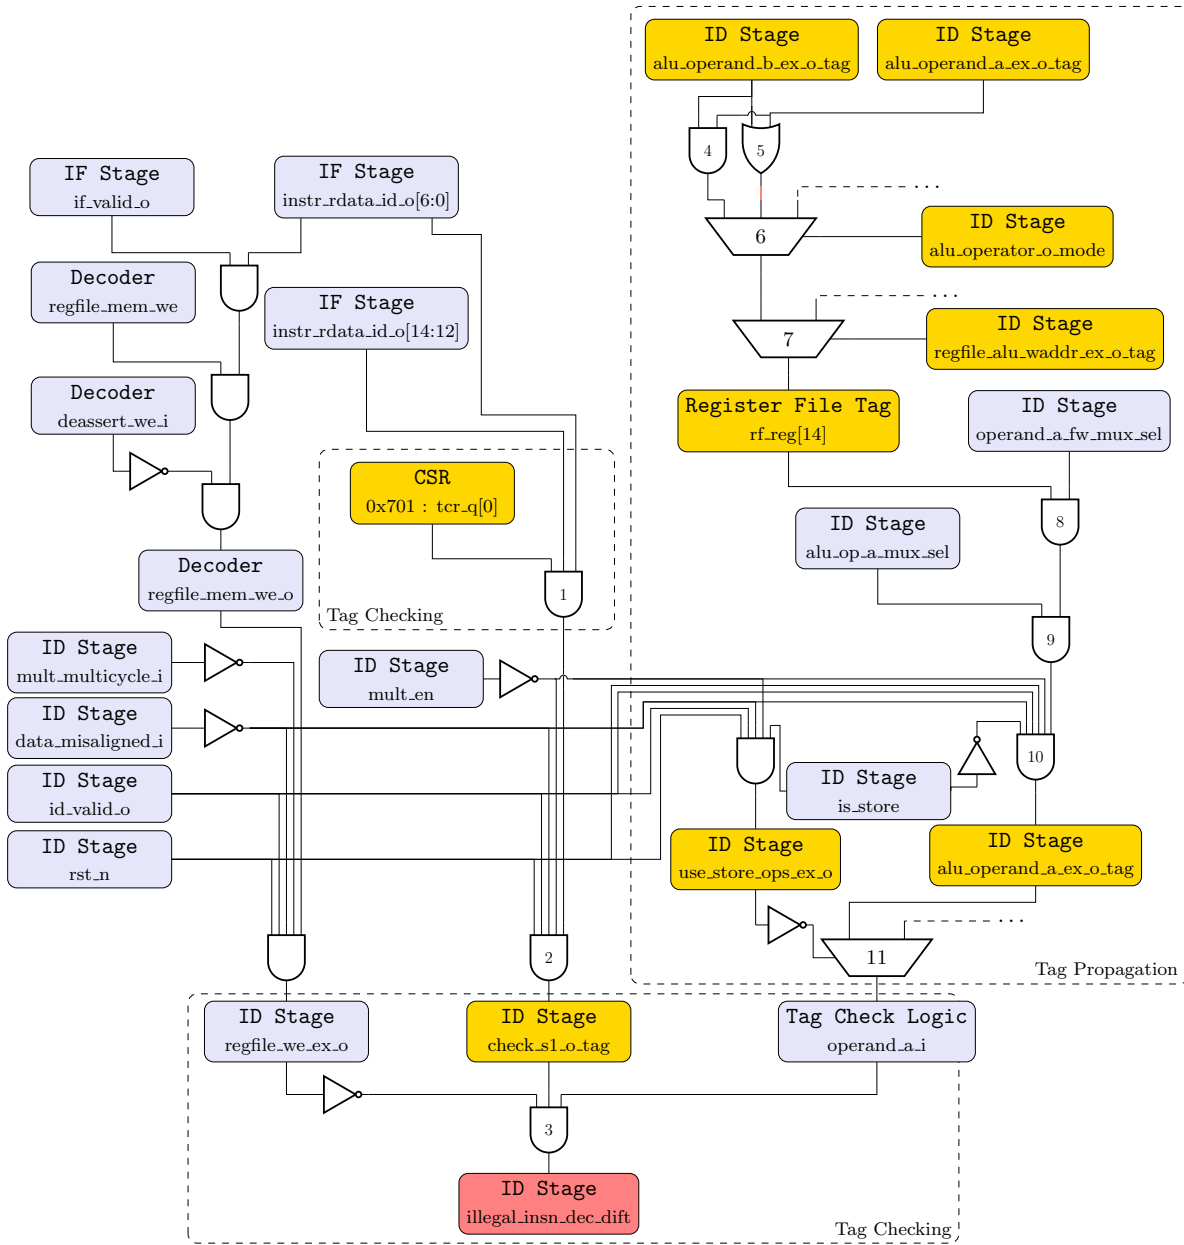 ID Stage
alu_operand_b_ex_o_tag
ID Stage
alu_operand_a_ex_o_tag
4
5
IF Stage
if_valid_o
IF Stage
instr_rdata_id_o[6:0]
...
6
ID Stage
alu_operator_o_mode
Decoder
regfile_mem_we
IF Stage
instr_rdata_id_o[14:12]
...
7
ID Stage
regfile_alu_waddr_ex_o_tag
Decoder
deassert_we_i
Register File Tag
rf_reg[14]
ID Stage
operand_a_fw_mux_sel
CSR
0x701 : tcr_q[0]
8
ID Stage
alu_op_a_mux_sel
Decoder
regfile_mem_we_o
1
Tag Checking
9
ID Stage
mult_multicycle_i
ID Stage
mult_en
ID Stage
data_misaligned_i
10
ID Stage
id_valid_o
ID Stage
is_store
ID Stage
rst_n
ID Stage
use_store_ops_ex_o
ID Stage
alu_operand_a_ex_o_tag
...
2
11
Tag Propagation
ID Stage
regfile_we_ex_o
ID Stage
check_s1_o_tag
Tag Check Logic
operand_a_i
3
ID Stage
illegal_insn_dec_dift
Tag Checking